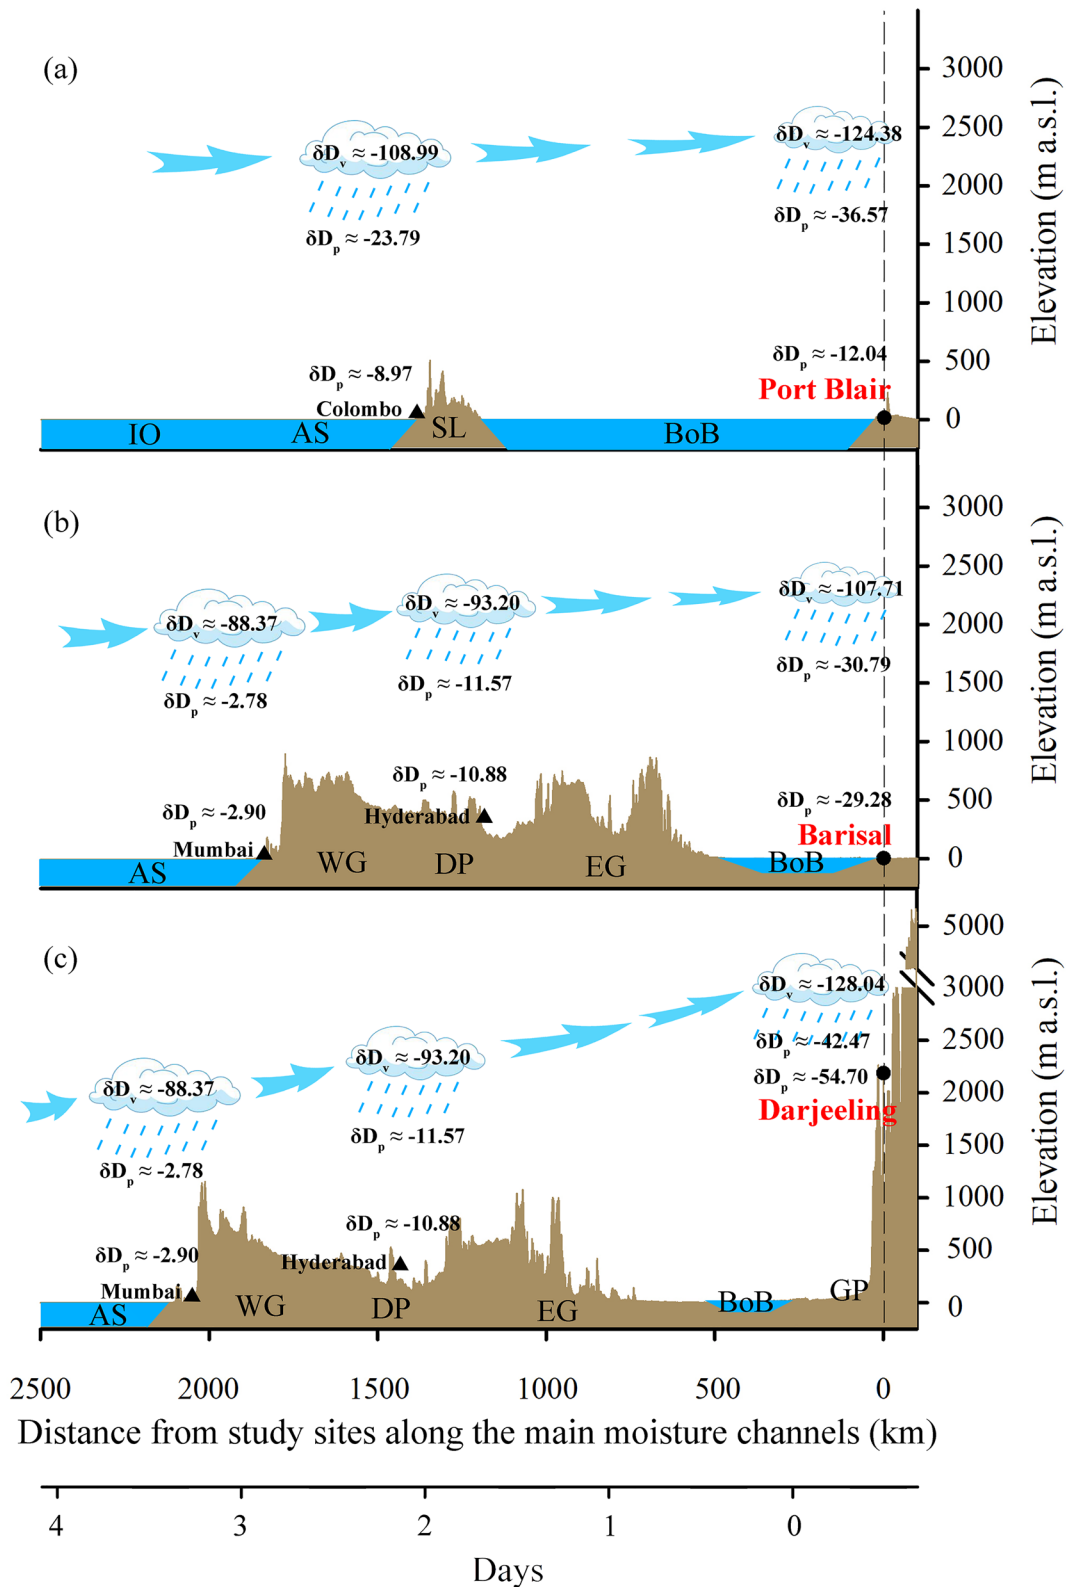 (a)
3000
2500
2000
1500
1000
500
0
Elevation (m a.s.l.)
δDv ≈ -108.99
δDp ≈ -23.79
δDv ≈ -124.38
δDp ≈ -36.57
δDp ≈ -8.97
Colombo
δDp ≈ -12.04
Port Blair
IO
AS
SL
BoB
(b)
3000
2500
2000
1500
1000
500
0
Elevation (m a.s.l.)
δDv ≈ -88.37
δDp ≈ -2.78
δDv ≈ -93.20
δDp ≈ -11.57
δDv ≈ -107.71
δDp ≈ -30.79
δDp ≈ -2.90
Mumbai
δDp ≈ -10.88
Hyderabad
δDp ≈ -29.28
Barisal
AS
WG
DP
EG
BoB
(c)
5000
3000
2500
2000
1500
1000
500
0
Elevation (m a.s.l.)
δDv ≈ -88.37
δDp ≈ -2.78
δDv ≈ -93.20
δDp ≈ -11.57
δDv ≈ -128.04
δDp ≈ -42.47
δDp ≈ -54.70
Darjeeling
δDp ≈ -2.90
Mumbai
δDp ≈ -10.88
Hyderabad
AS
WG
DP
EG
BoB
GP
2500 2000 1500 1000 500 0
Distance from study sites along the main moisture channels (km)
4 3 2 1 0
Days